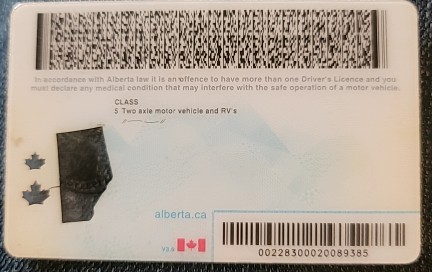 In accordance with Alberta law it is an offence to have more than one Driver's Licence and you
must declare any medical condition that may interfere with the safe operation of a motor vehicle.
CLASS
5 Two axle motor vehicle and RV's
alberta.ca
V3.0
00228300020089385